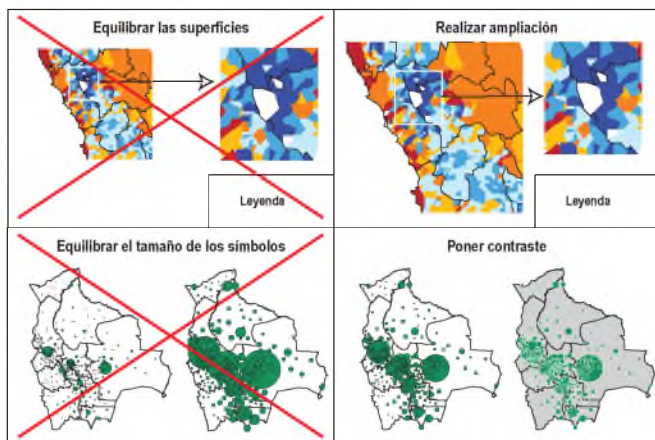 Equilibrar las superficies
Realizar ampliación
Leyenda
Leyenda
Equilibrar el tamaño de los símbolos
Poner contraste